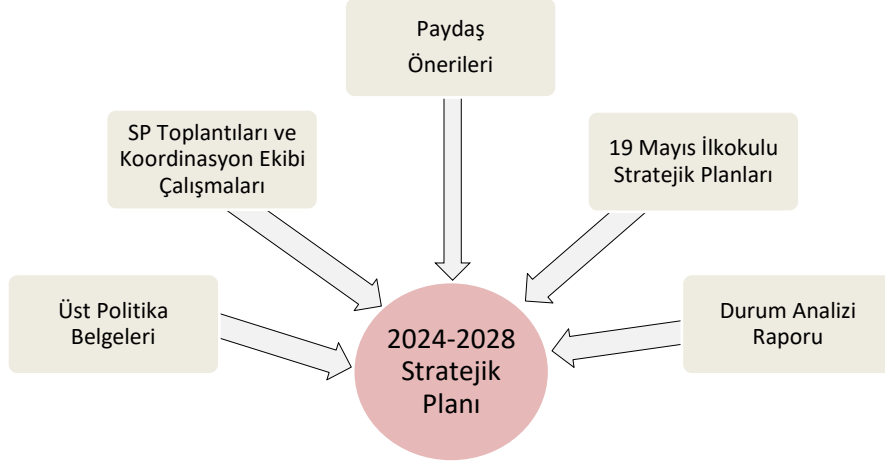 Paydaş
Önerileri
SP Toplantıları ve
Koordinasyon Ekibi
Çalışmaları
19 Mayıs İlkokulu
Stratejik Planları
Üst Politika
Belgeleri
2024-2028
Stratejik
Planı
Durum Analizi
Raporu